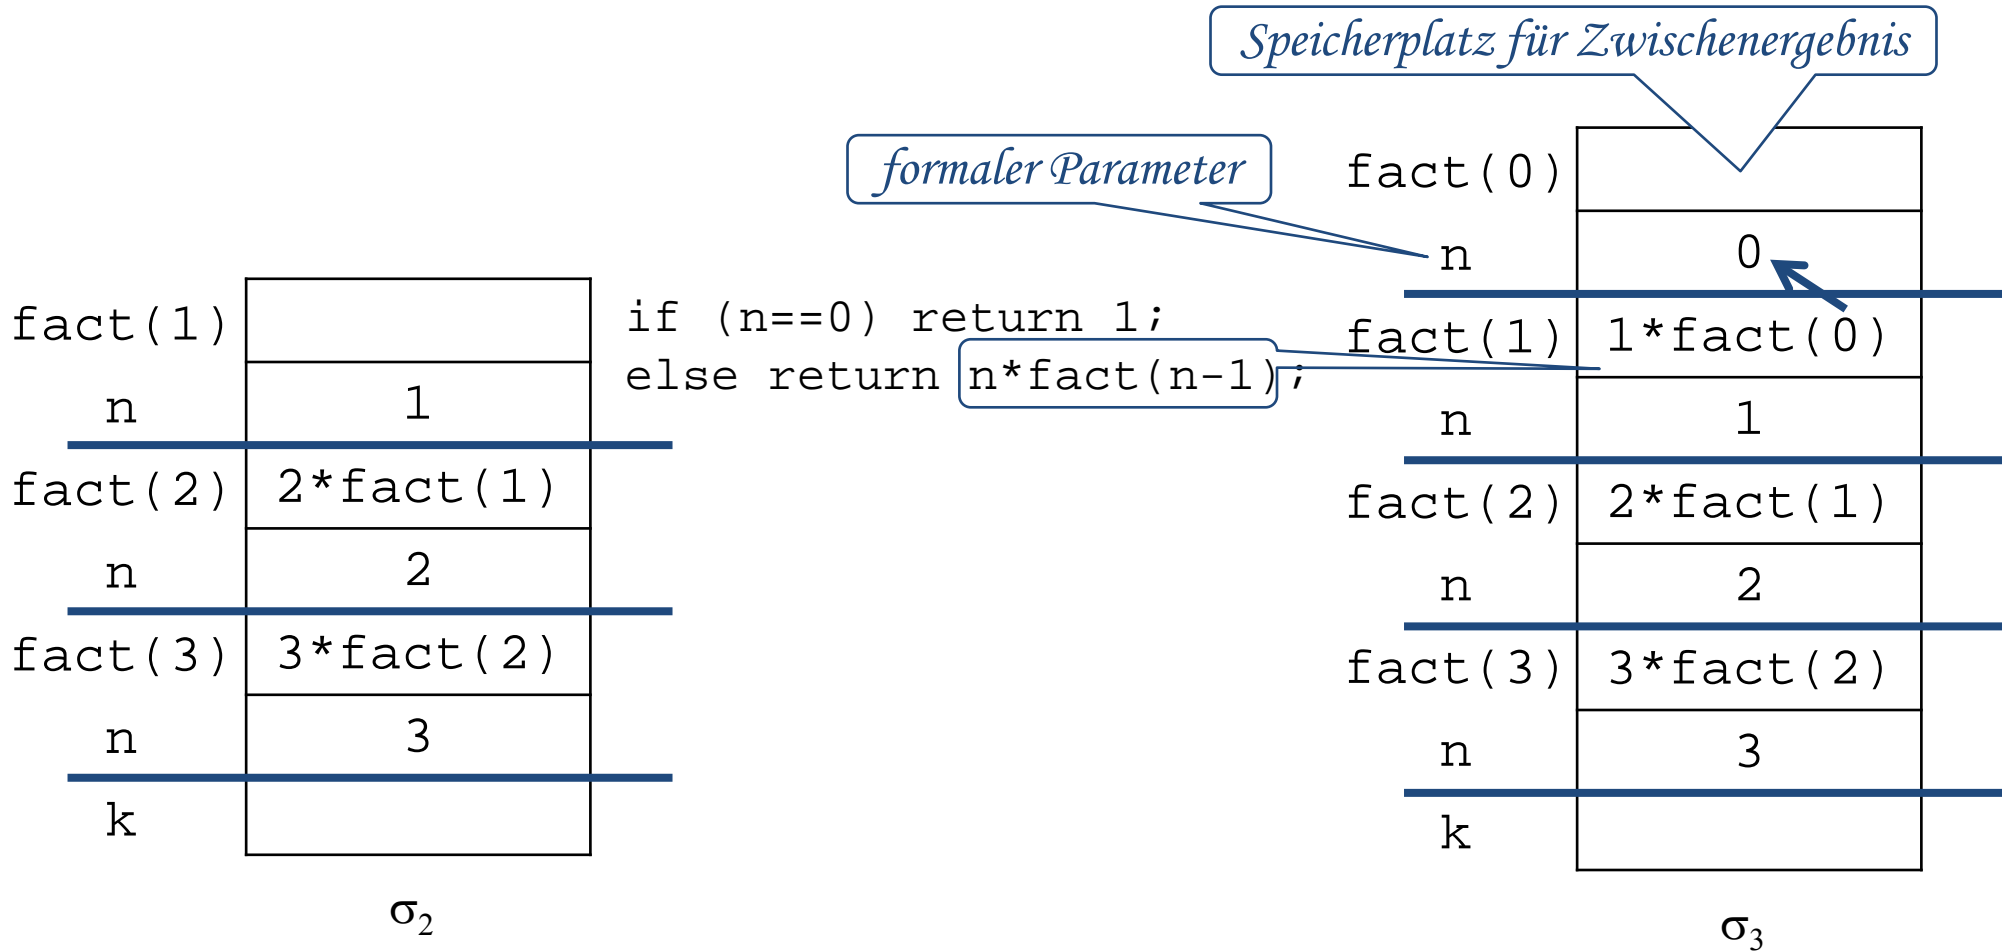 Speicherplatz für Zwischenergebnis
formaler Parameter
fact(1)
n 1
fact(2) 2*fact(1)
n 2
fact(3) 3*fact(2)
n 3
k
σ2
if (n==0) return 1;
else return n*fact(n-1);
fact(0)
n 0
fact(1) 1*fact(0)
n 1
fact(2) 2*fact(1)
n 2
fact(3) 3*fact(2)
n 3
k
σ3